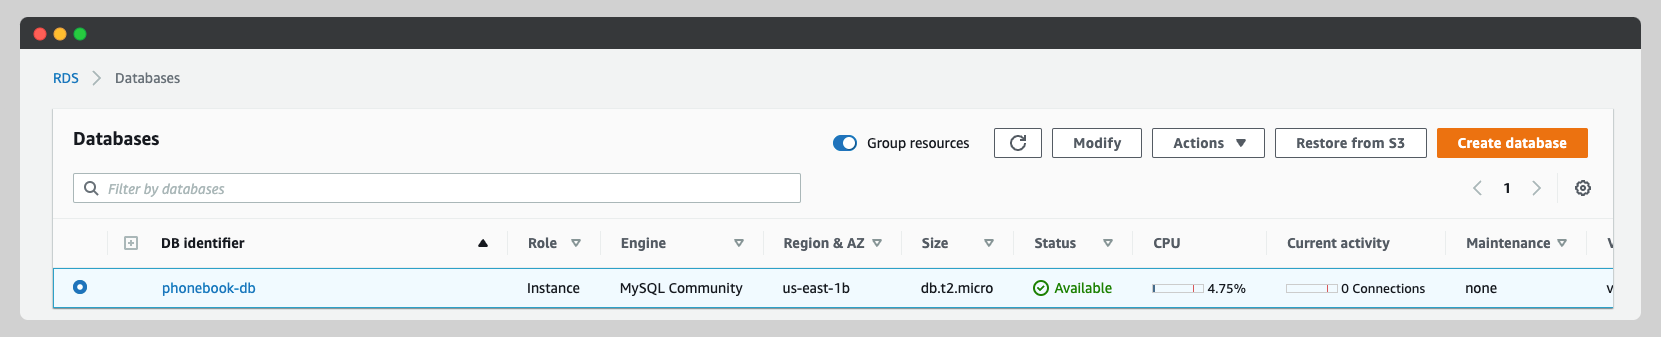 RDS > Databases
Databases
Group resources
Modify
Actions
Restore from S3
Create database
Filter by databases
1
DB identifier Role Engine Region & AZ Size Status CPU Current activity Maintenance V
phonebook-db Instance MySQL Community us-east-1b db.t2.micro Available 4.75% 0 Connections none v